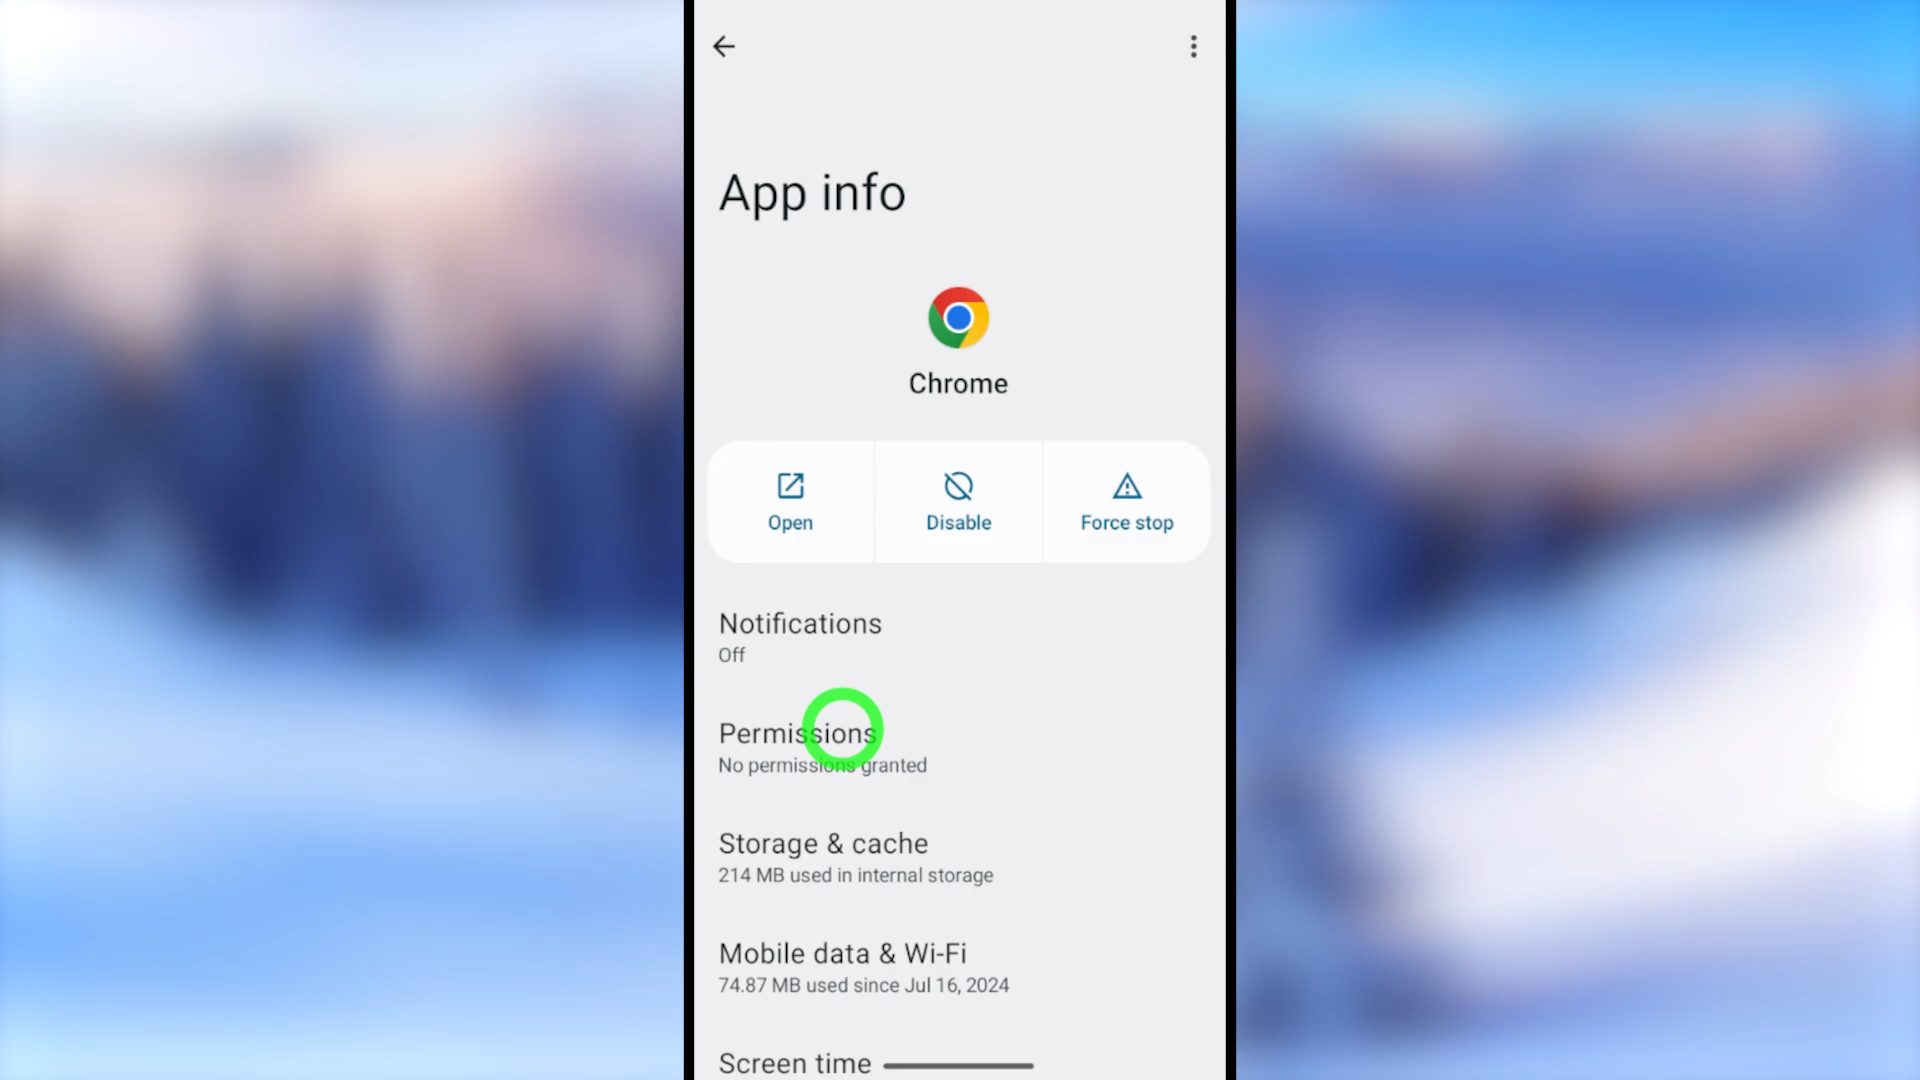 App info
Chrome
Open
Disable
Force stop
Notifications
Off
Permissions
No permissions granted
Storage & cache
214 MB used in internal storage
Mobile data & Wi-Fi
74.87 MB used since Jul 16, 2024
Screen time